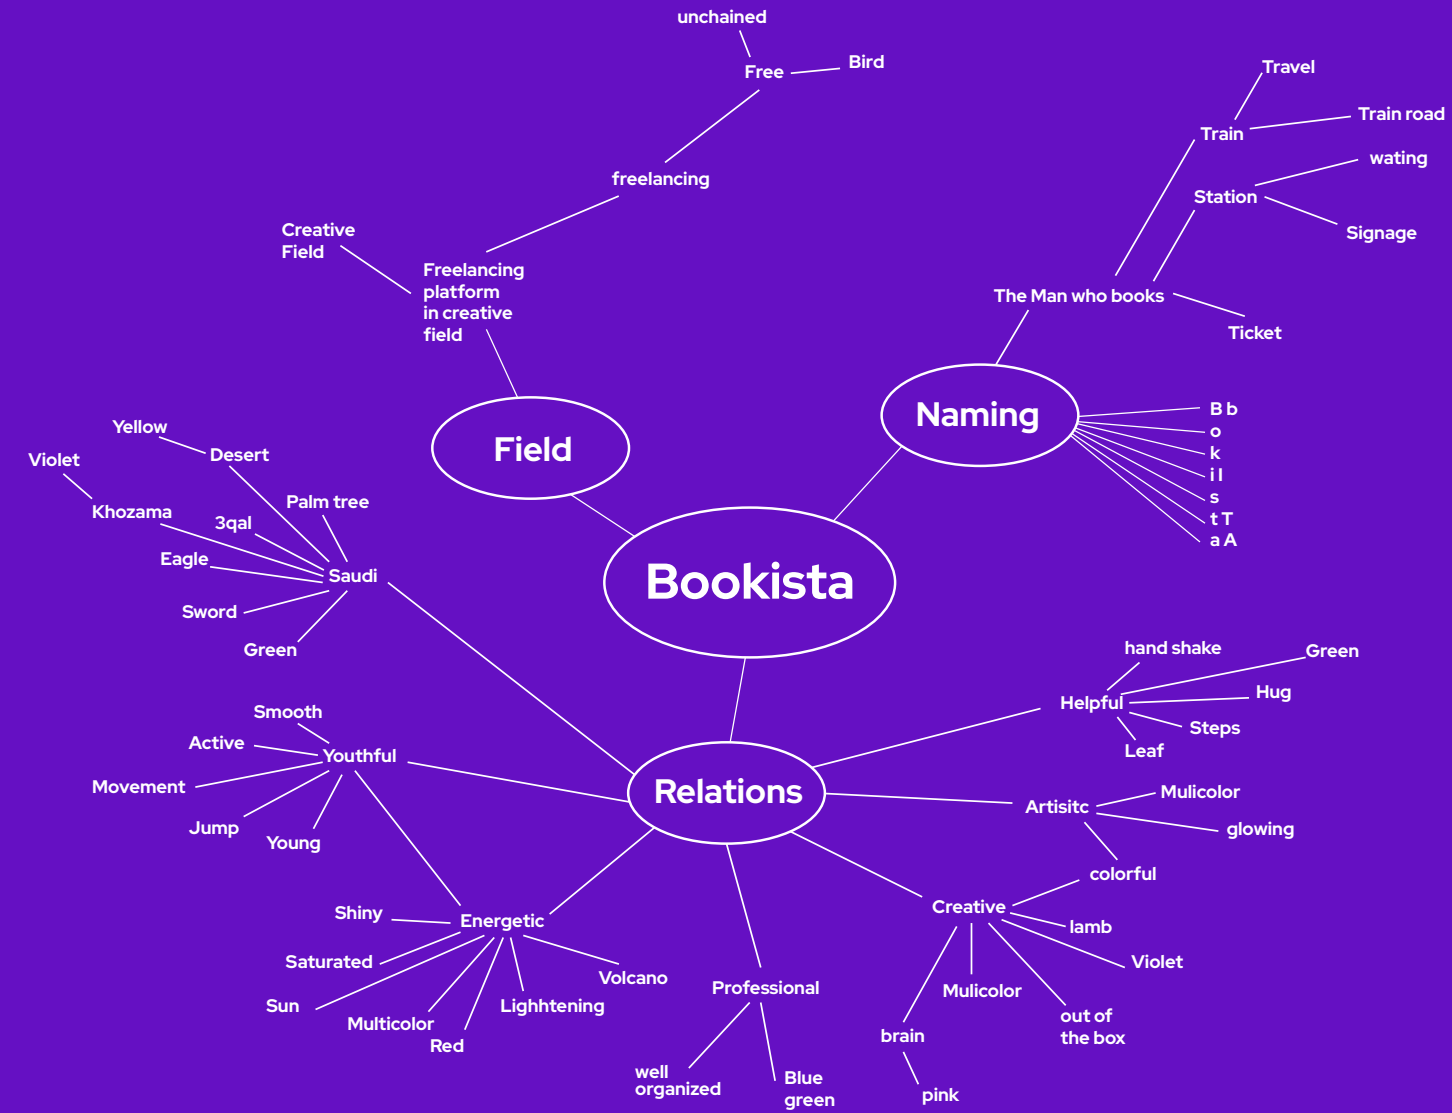 unchained
Free
Bird
Travel
Train road
Train
wating
Station
Signage
freelancing
Creative
Field
Freelancing
platform
in creative
field
The Man who books
Ticket
Field
Naming
B b
o
k
i I
s
t T
a A
Yellow
Desert
Violet
Khozama
Palm tree
3qal
Eagle
Saudi
Sword
Green
Bookista
hand shake
Green
Helpful
Hug
Steps
Leaf
Smooth
Active
Youthful
Movement
Jump
Young
Relations
Artisitc
Mulicolor
glowing
colorful
Creative
lamb
Violet
Mulicolor
out of
the box
brain
pink
Shiny
Energetic
Saturated
Sun
Multicolor
Red
Lighhtening
Volcano
Professional
well
organized
Blue
green